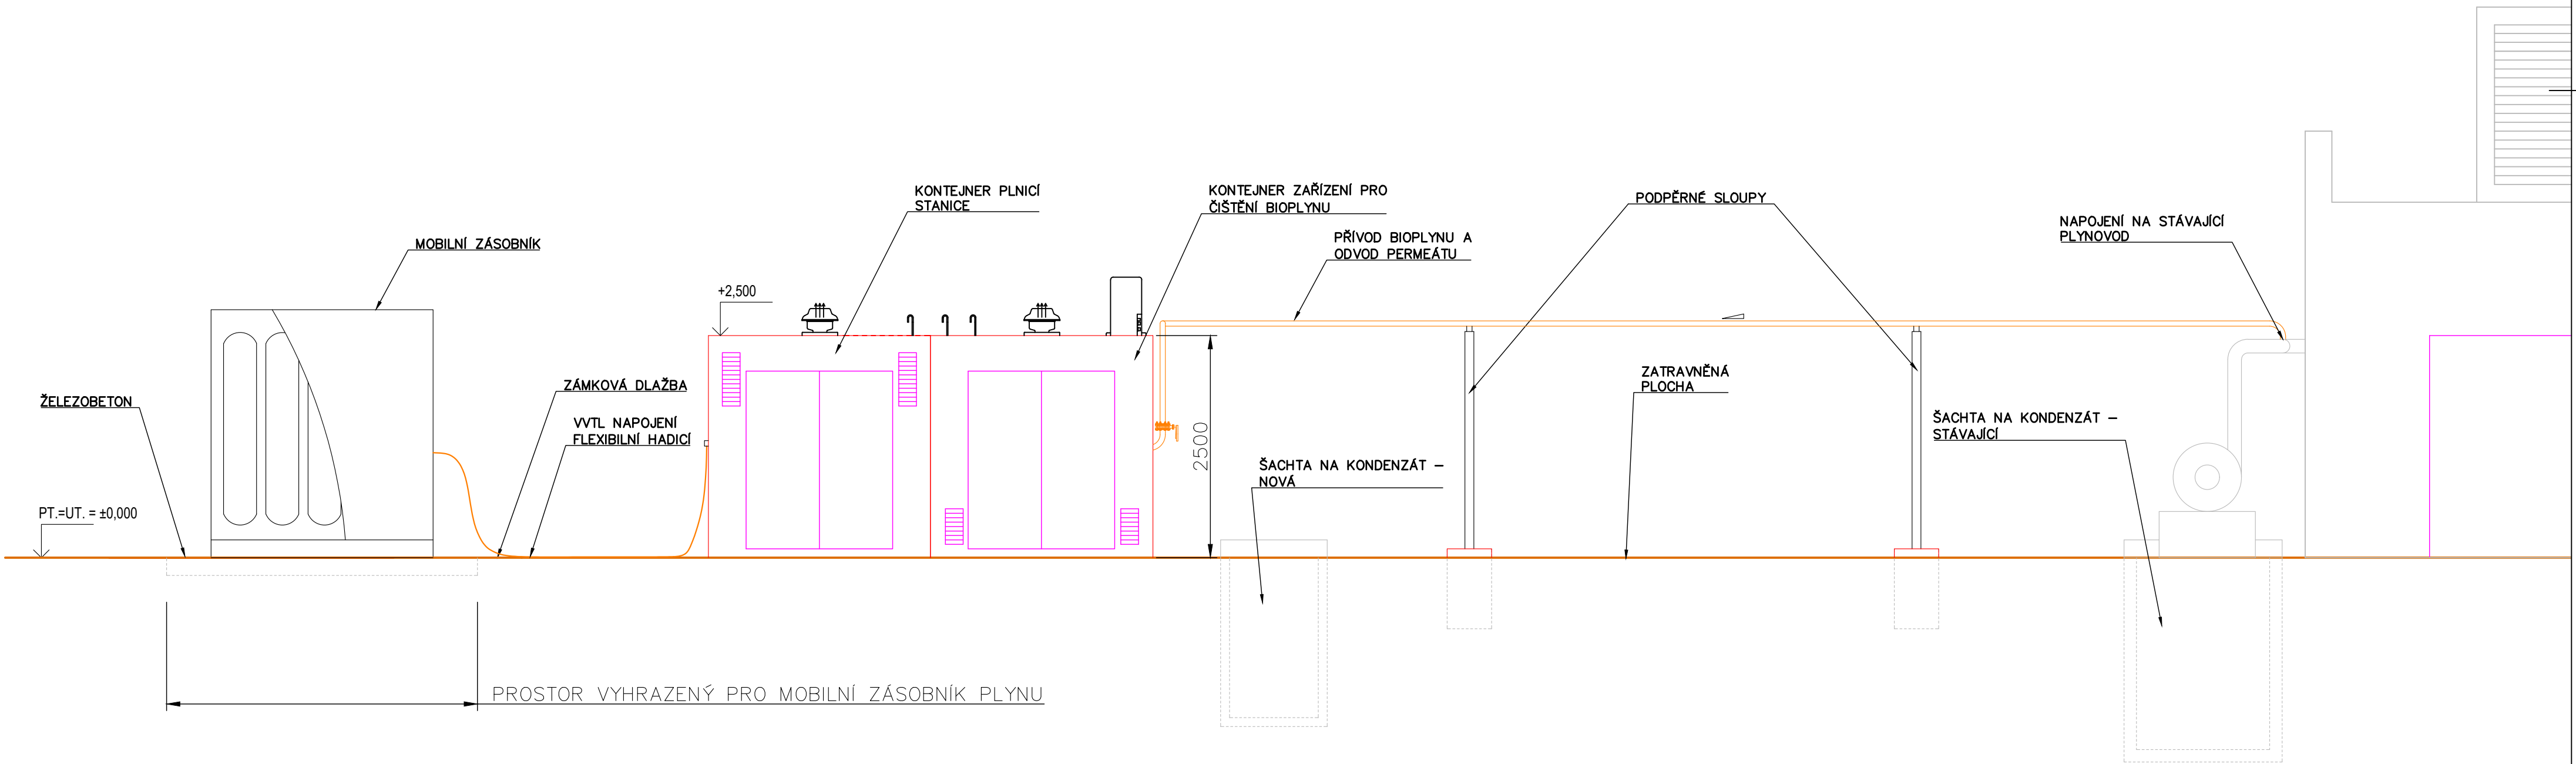 KONTEJNER PLNICÍ
STANICE
KONTEJNER ZAŘÍZENÍ PRO
ČIŠTĚNÍ BIOPLYNU
PODPĚRNÉ SLOUPY
NAPOJENÍ NA STÁVAJÍCÍ
PLYNOVOD
MOBILNÍ ZÁSOBNÍK
PŘÍVOD BIOPLYNU A
ODVOD PERMEÁTU
+2,500
ŽELEZOBETON
ZÁMKOVÁ DLAŽBA
VVTL NAPOJENÍ
FLEXIBILNÍ HADICÍ
ZATRAVNĚNÁ
PLOCHA
ŠACHTA NA KONDENZÁT –
STÁVAJÍCÍ
2500
ŠACHTA NA KONDENZÁT –
NOVÁ
PT.=UT. = ±0,000
PROSTOR VYHRAZENÝ PRO MOBILNÍ ZÁSOBNÍK PLYNU